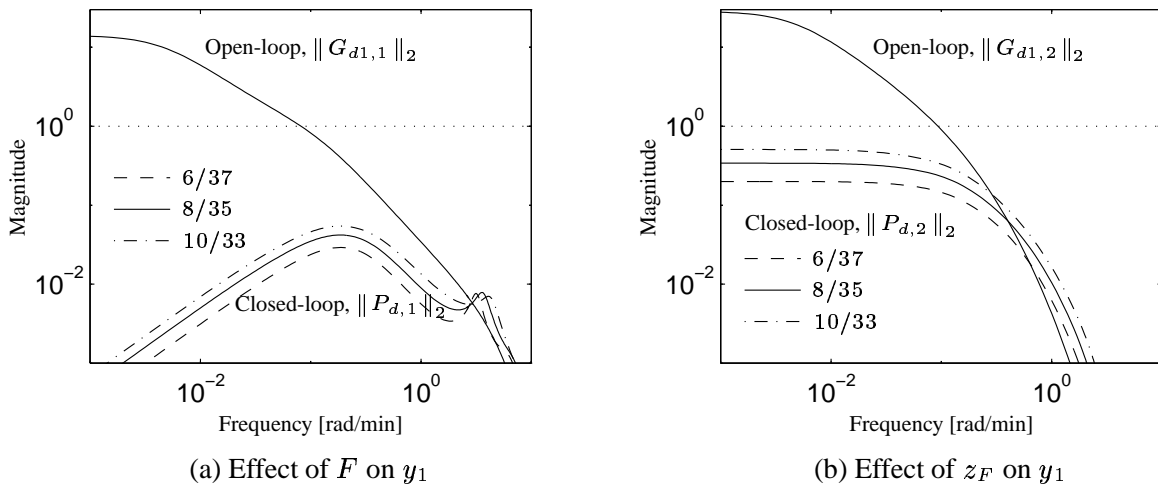 Open-loop, ‖ G_{d1,1} ‖_2
10^0
Magnitude
6/37
8/35
10/33
10^{-2}
Closed-loop, ‖ P_{d,1} ‖_2
10^{-2}
10^0
Frequency [rad/min]
(a) Effect of F on y_1
Open-loop, ‖ G_{d1,2} ‖_2
10^0
Magnitude
Closed-loop, ‖ P_{d,2} ‖_2
6/37
10^{-2}
8/35
10/33
10^{-2}
10^0
Frequency [rad/min]
(b) Effect of z_F on y_1